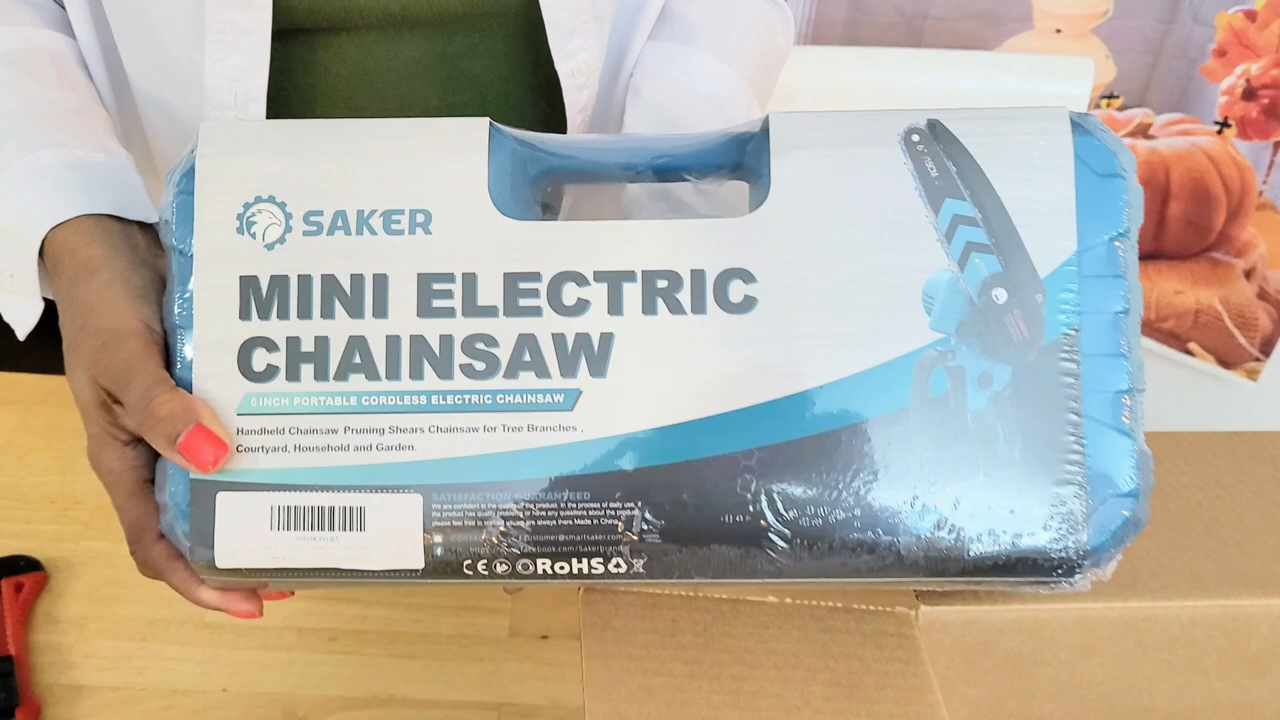 SAKER
MINI ELECTRIC
CHAINSAW
6 INCH PORTABLE CORDLESS ELECTRIC CHAINSAW
Handheld Chainsaw Pruning Shears Chainsaw for Tree Branches ,
Courtyard, Household and Garden.
SATISFACTION GUARANTEED
We are confident in the quality of the product. In the process of daily use, if
the product has quality problems or have any questions about the product,
please feel free to contact us, we are always there. Made in China
customer@smartsaker.com
https://www.facebook.com/Sakerbrand
CE RoHS